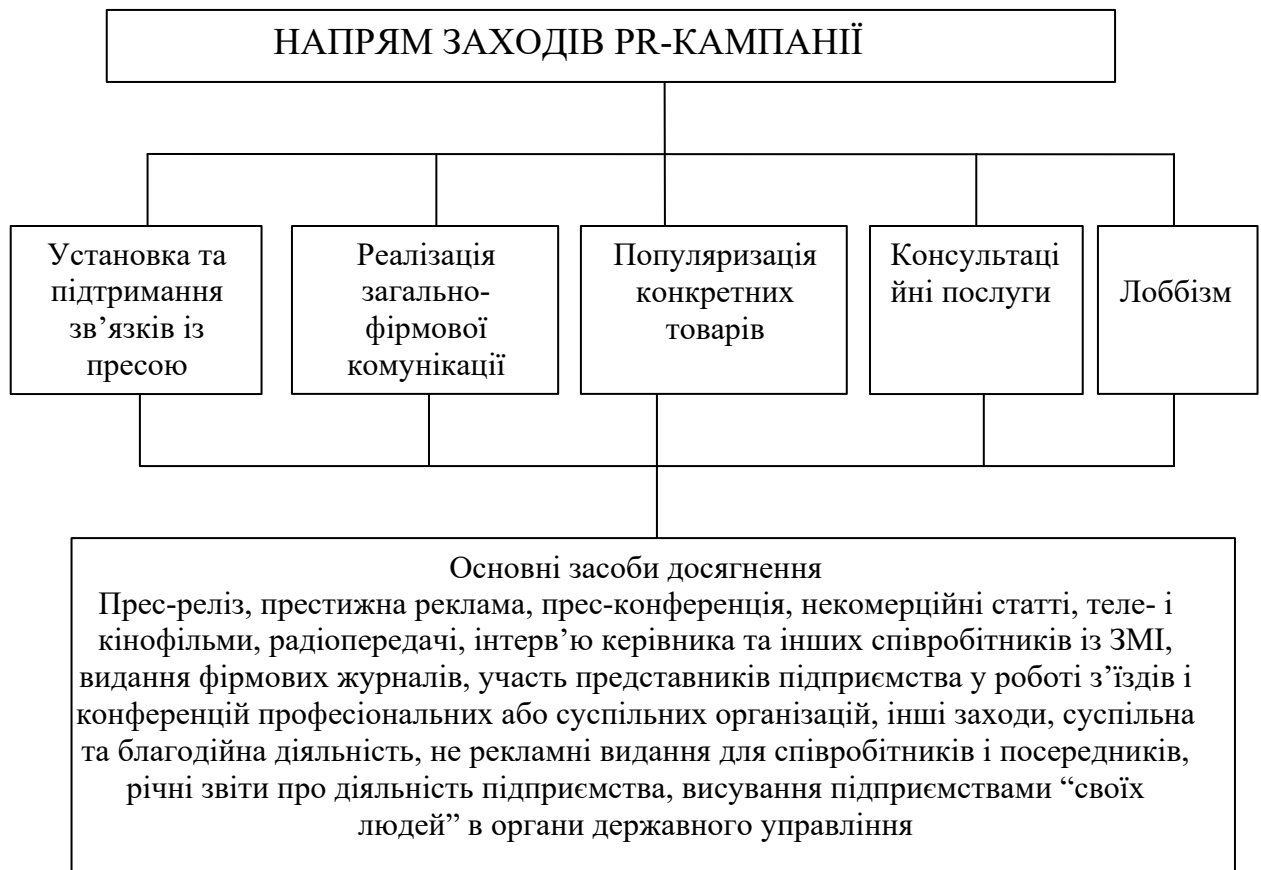 НАПРЯМ ЗАХОДІВ PR-КАМПАНІЇ
Установка та
підтримання
зв’язків із
пресою
Реалізація
загально-
фірмової
комунікації
Популяризація
конкретних
товарів
Консультаці
йні послуги
Лоббізм
Основні засоби досягнення
Прес-реліз, престижна реклама, прес-конференція, некомерційні статті, теле- і
кінофільми, радіопередачі, інтерв’ю керівника та інших співробітників із ЗМІ,
видання фірмових журналів, участь представників підприємства у роботі з’їздів і
конференцій професіональних або суспільних організацій, інші заходи, суспільна
та благодійна діяльність, не рекламні видання для співробітників і посередників,
річні звіти про діяльність підприємства, висування підприємствами “своїх
людей” в органи державного управління